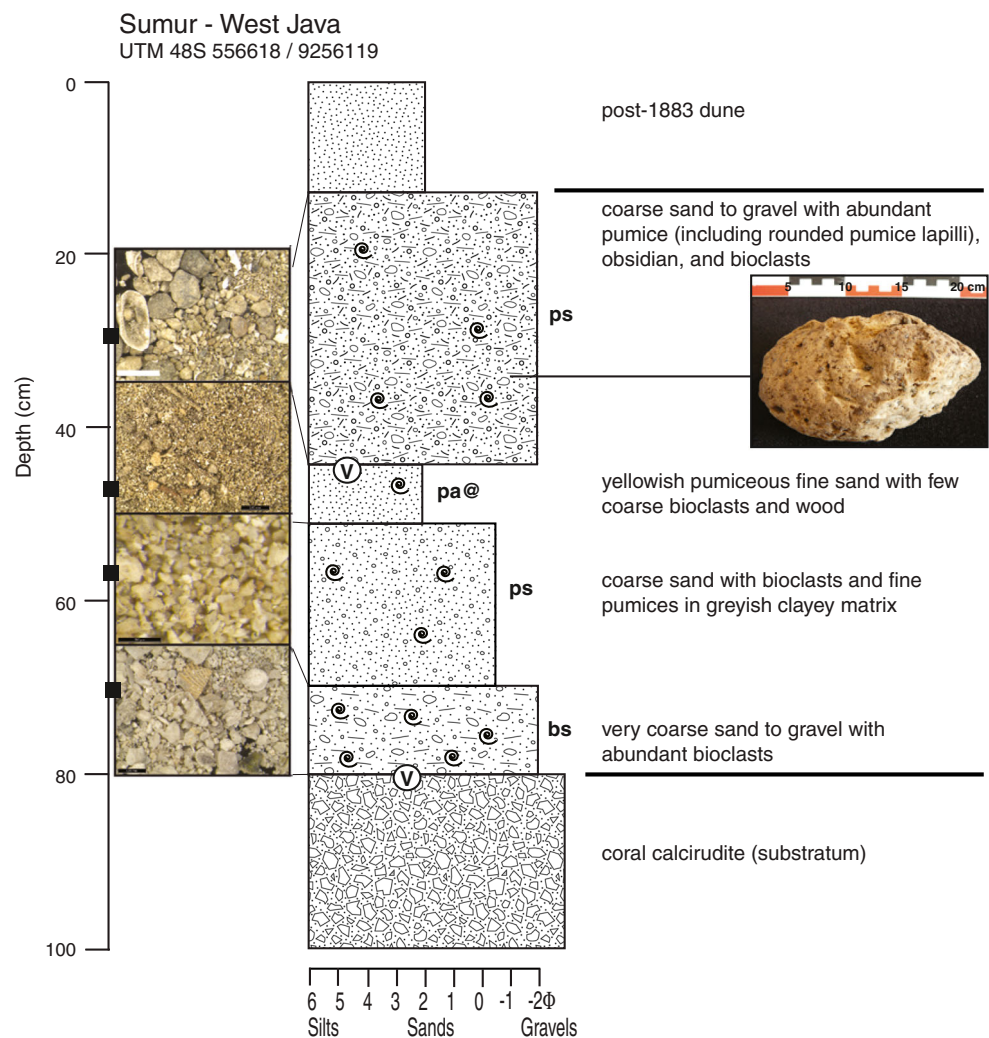 Sumur - West Java
UTM 48S 556618 / 9256119
Depth (cm)
0
20
40
60
80
100
post-1883 dune
coarse sand to gravel with abundant
pumice (including rounded pumice lapilli),
obsidian, and bioclasts
ps
5 10 15 20 cm
V
pa@
yellowish pumiceous fine sand with few
coarse bioclasts and wood
ps
coarse sand with bioclasts and fine
pumices in greyish clayey matrix
bs
very coarse sand to gravel with
abundant bioclasts
V
coral calcirudite (substratum)
6 5 4 3 2 1 0 -1 -2Φ
Silts Sands Gravels